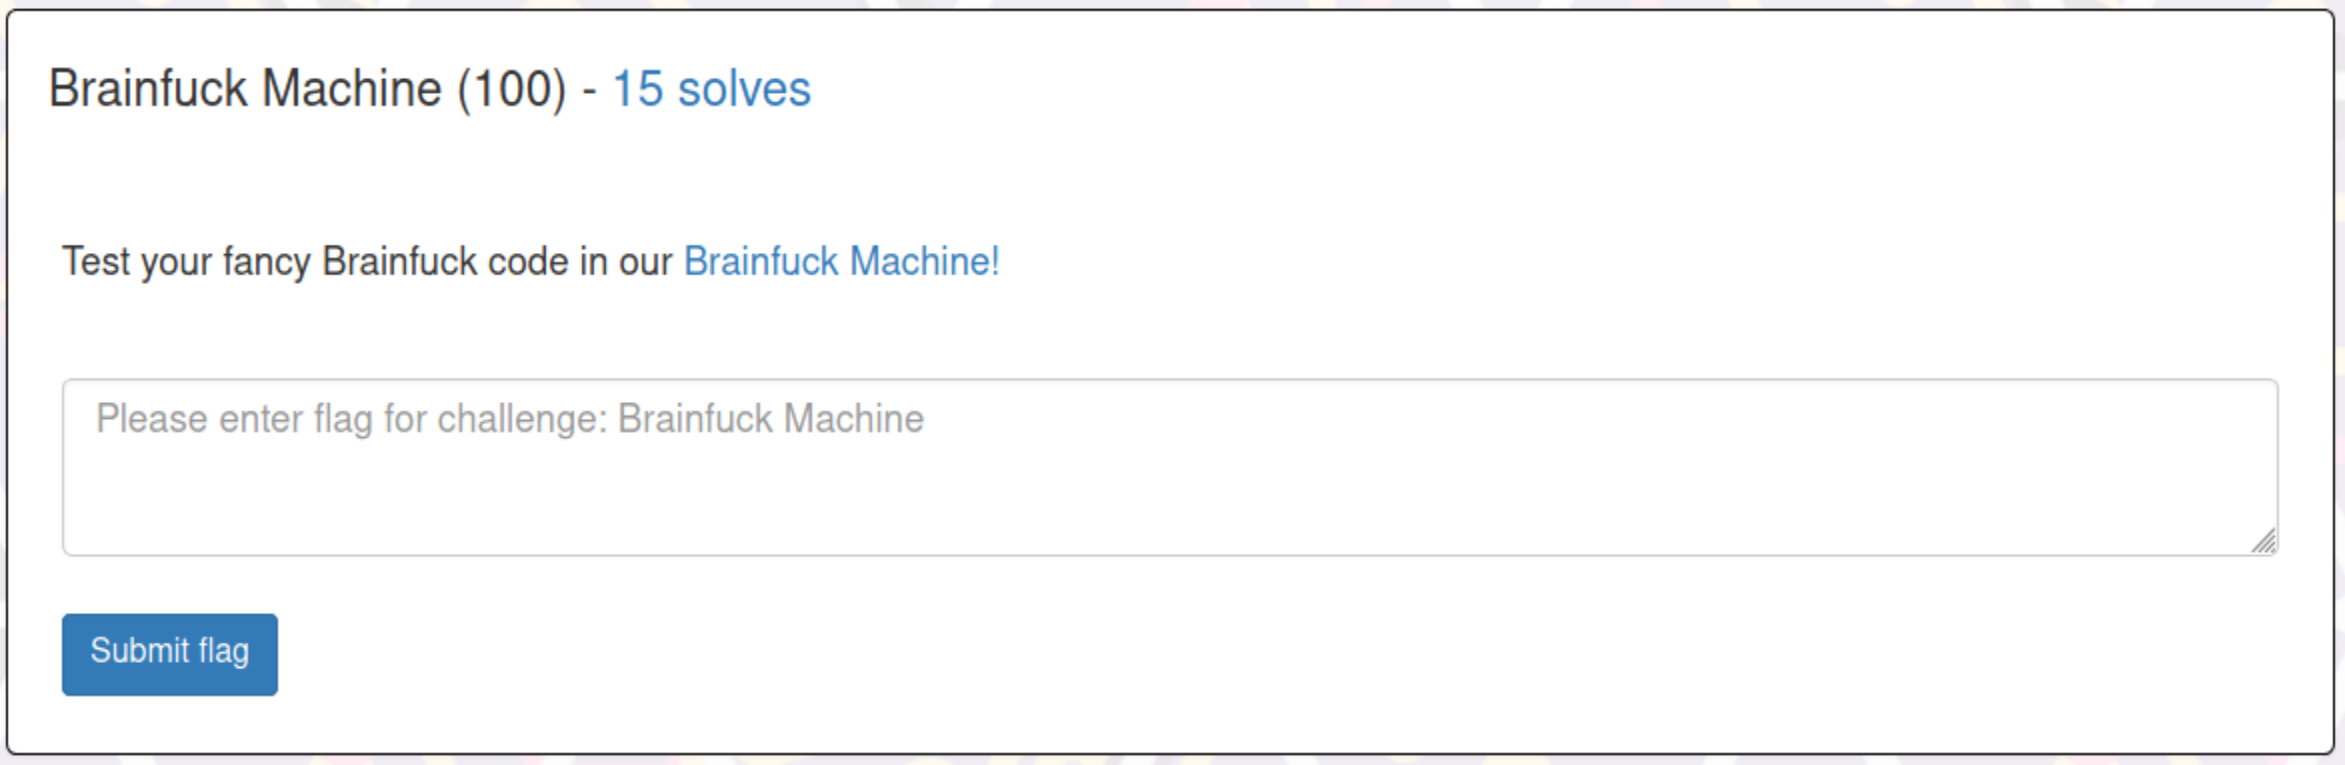 Brainfuck Machine (100) - 15 solves
Test your fancy Brainfuck code in our Brainfuck Machine!
Please enter flag for challenge: Brainfuck Machine
Submit flag